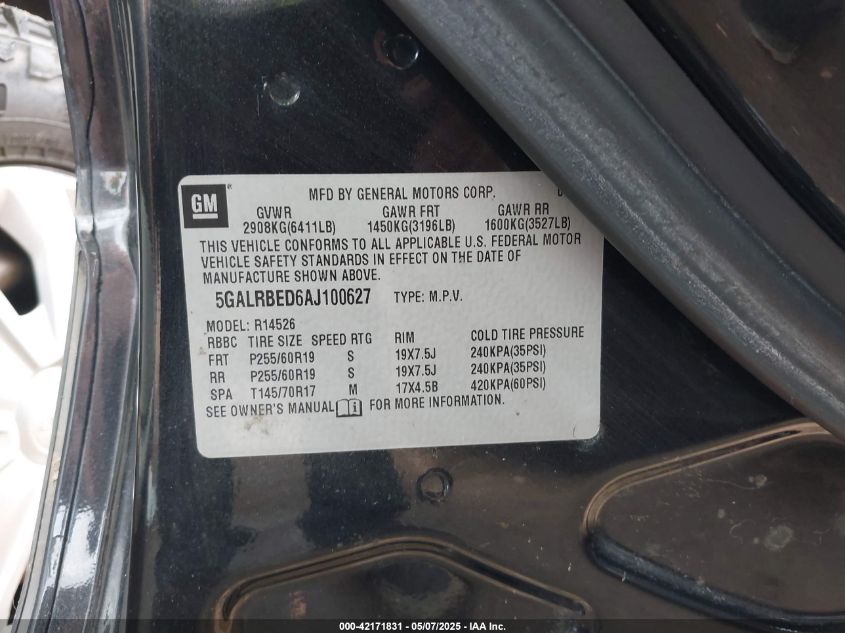 GM
MFD BY GENERAL MOTORS CORP.
GVWR GAWR FRT GAWR RR
2908KG(6411LB) 1450KG(3196LB) 1600KG(3527LB)
THIS VEHICLE CONFORMS TO ALL APPLICABLE U.S. FEDERAL MOTOR
VEHICLE SAFETY STANDARDS IN EFFECT ON THE DATE OF
MANUFACTURE SHOWN ABOVE.
5GALRBED6AJ100627 TYPE: M.P.V.
MODEL: R14526
RBBC TIRE SIZE SPEED RTG RIM COLD TIRE PRESSURE
FRT P255/60R19 S 19X7.5J 240KPA(35PSI)
RR P255/60R19 S 19X7.5J 240KPA(35PSI)
SPA T145/70R17 M 17X4.5B 420KPA(60PSI)
SEE OWNER'S MANUAL FOR MORE INFORMATION.
000-42171831 - 05/07/2025 - IAA Inc.